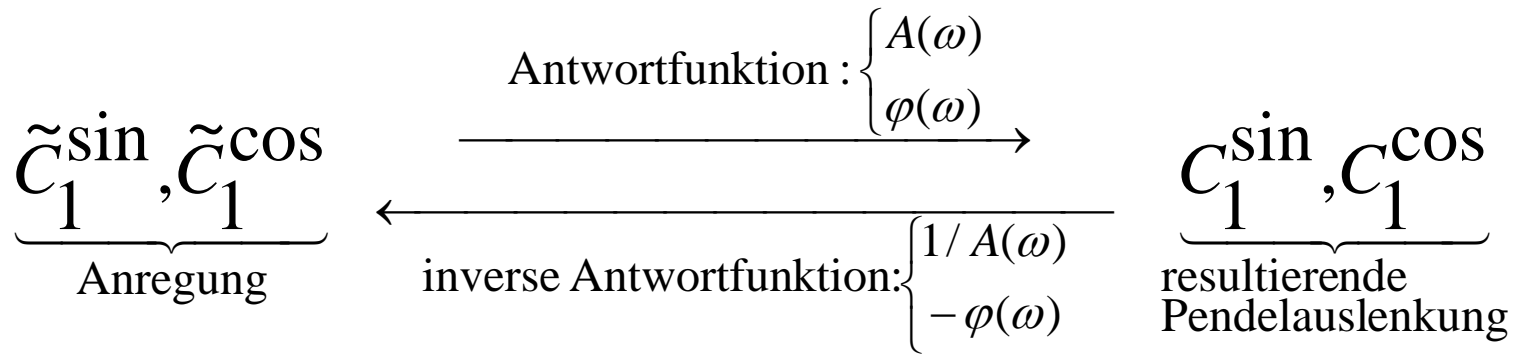 Antwortfunktion : { A(ω)
φ(ω)
C̃₁^sin , C̃₁^cos ⟶ C₁^sin , C₁^cos
⟵
Anregung
inverse Antwortfunktion: { 1/ A(ω)
− φ(ω)
resultierende
Pendelauslenkung